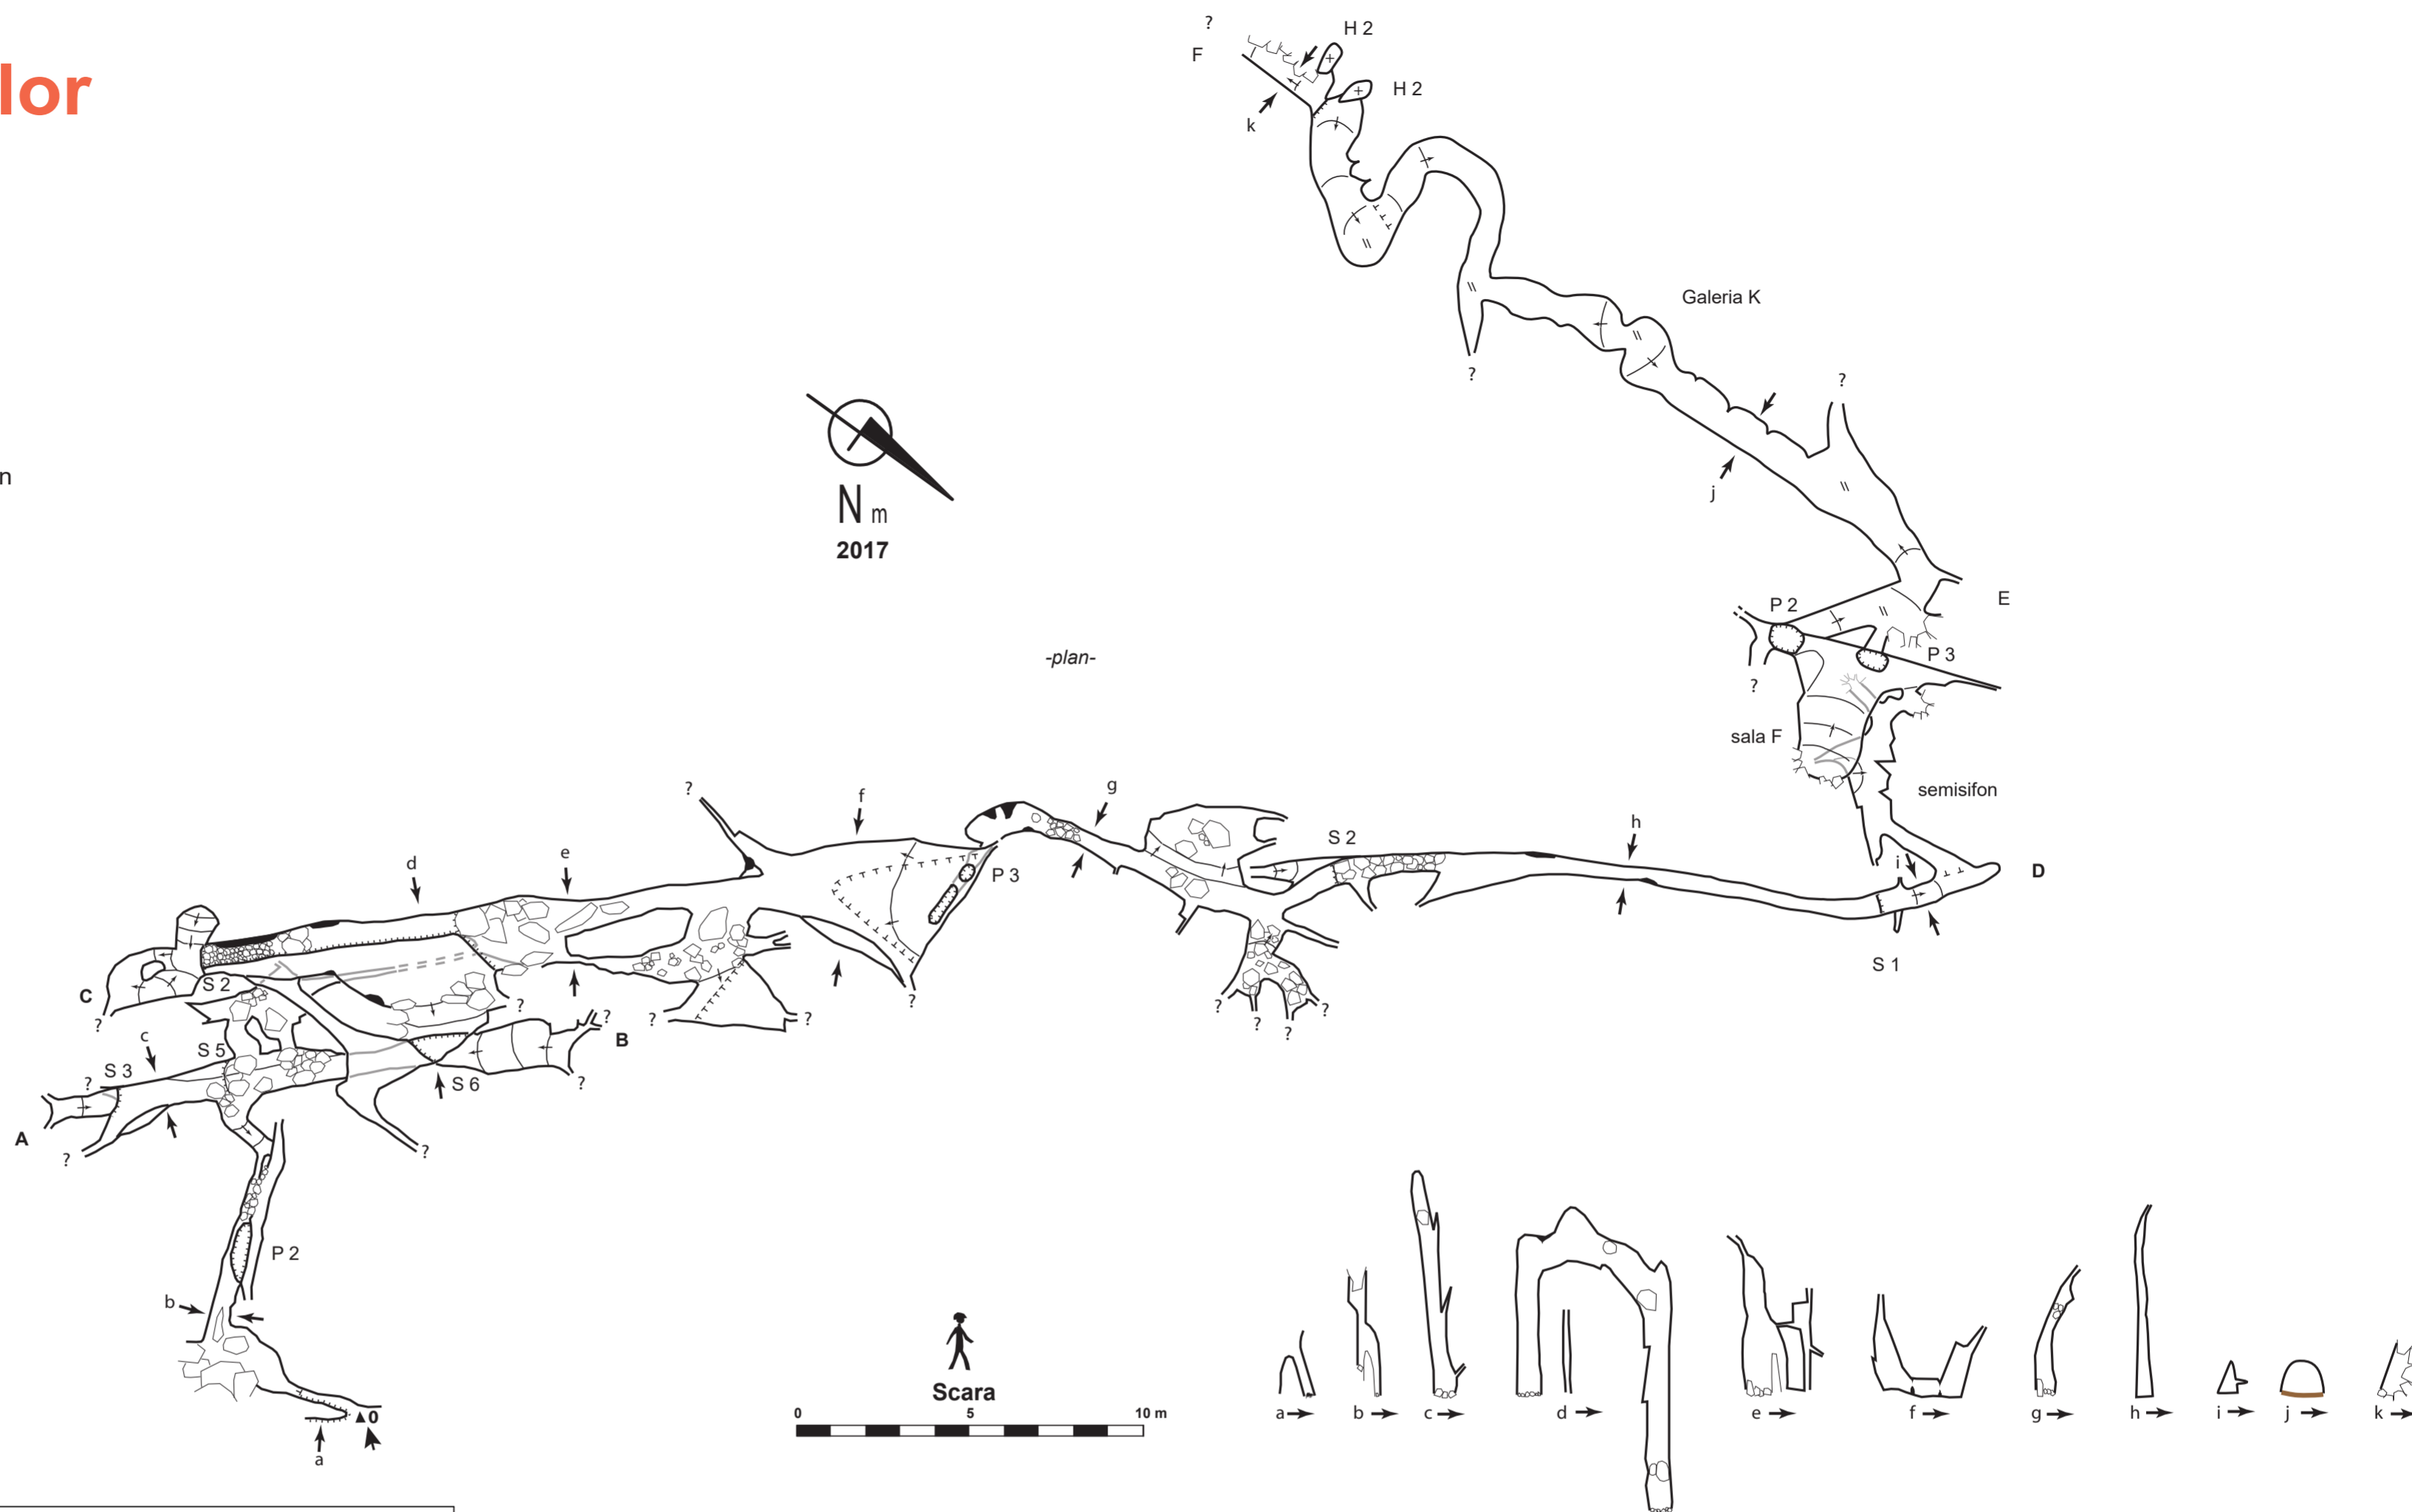 lor
n
?
F
H 2
H 2
k
Galeria K
?
?
j
N m
2017
E
P 2
P 3
?
-plan-
sala F
semisifon
?
f
g
S 2
h
d
e
P 3
i
D
C
S 2
?
?
?
?
?
S 1
?
?
?
?
?
c
S 5
B
S 3
?
S 6
?
A
?
?
P 2
b
0
a
Scara
0 5 10 m
a b c d e f g h i j k